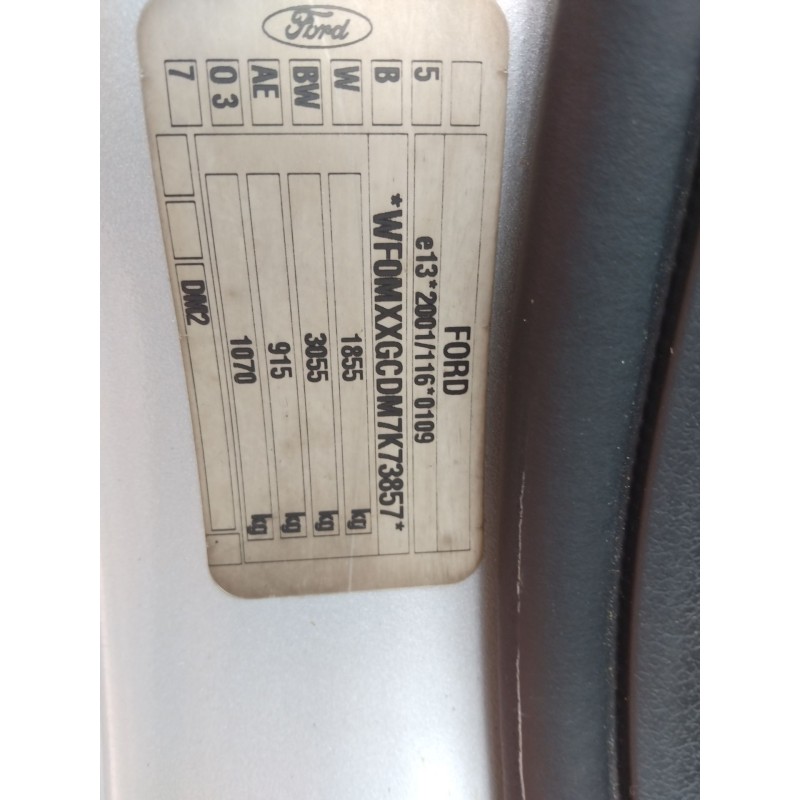 Ford
FORD
e13*2001/116*0109
*WF0MXXGCDM7K73857*
1855 kg
3055 kg
915 kg
1070 kg
DM2
5
B
W
BW
AE
0 3
7